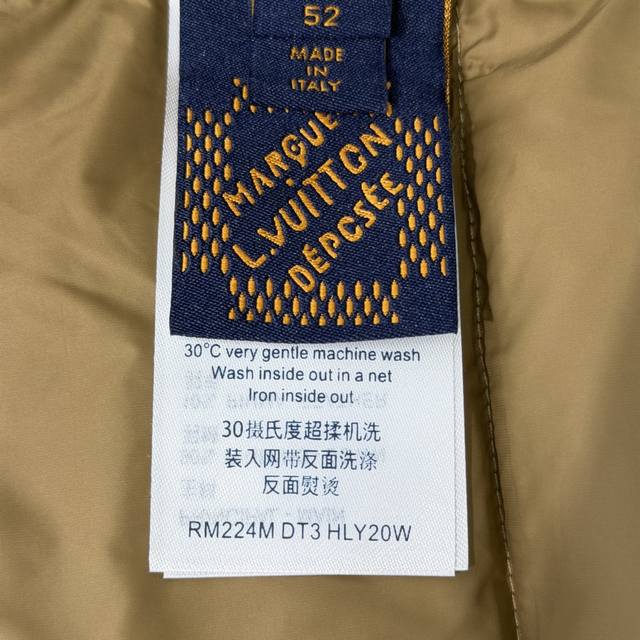 52
MADE
IN
ITALY
MARQUE
L.VUITTON
DÉPOSÉE
30°C very gentle machine wash
Wash inside out in a net
Iron inside out
30摄氏度超揉机洗
装入网带反面洗涤
反面熨烫
RM224M DT3 HLY20W